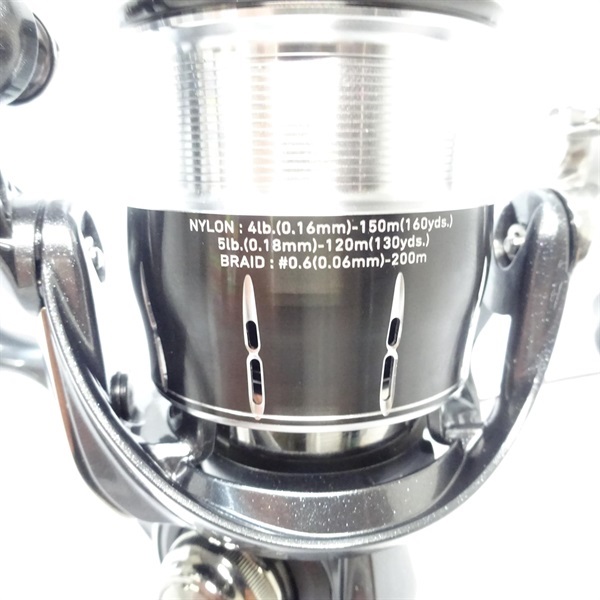 NYLON : 4lb.(0.16mm)-150m(160yds.)
5lb.(0.18mm)-120m(130yds.)
BRAID : #0.6(0.06mm)-200m